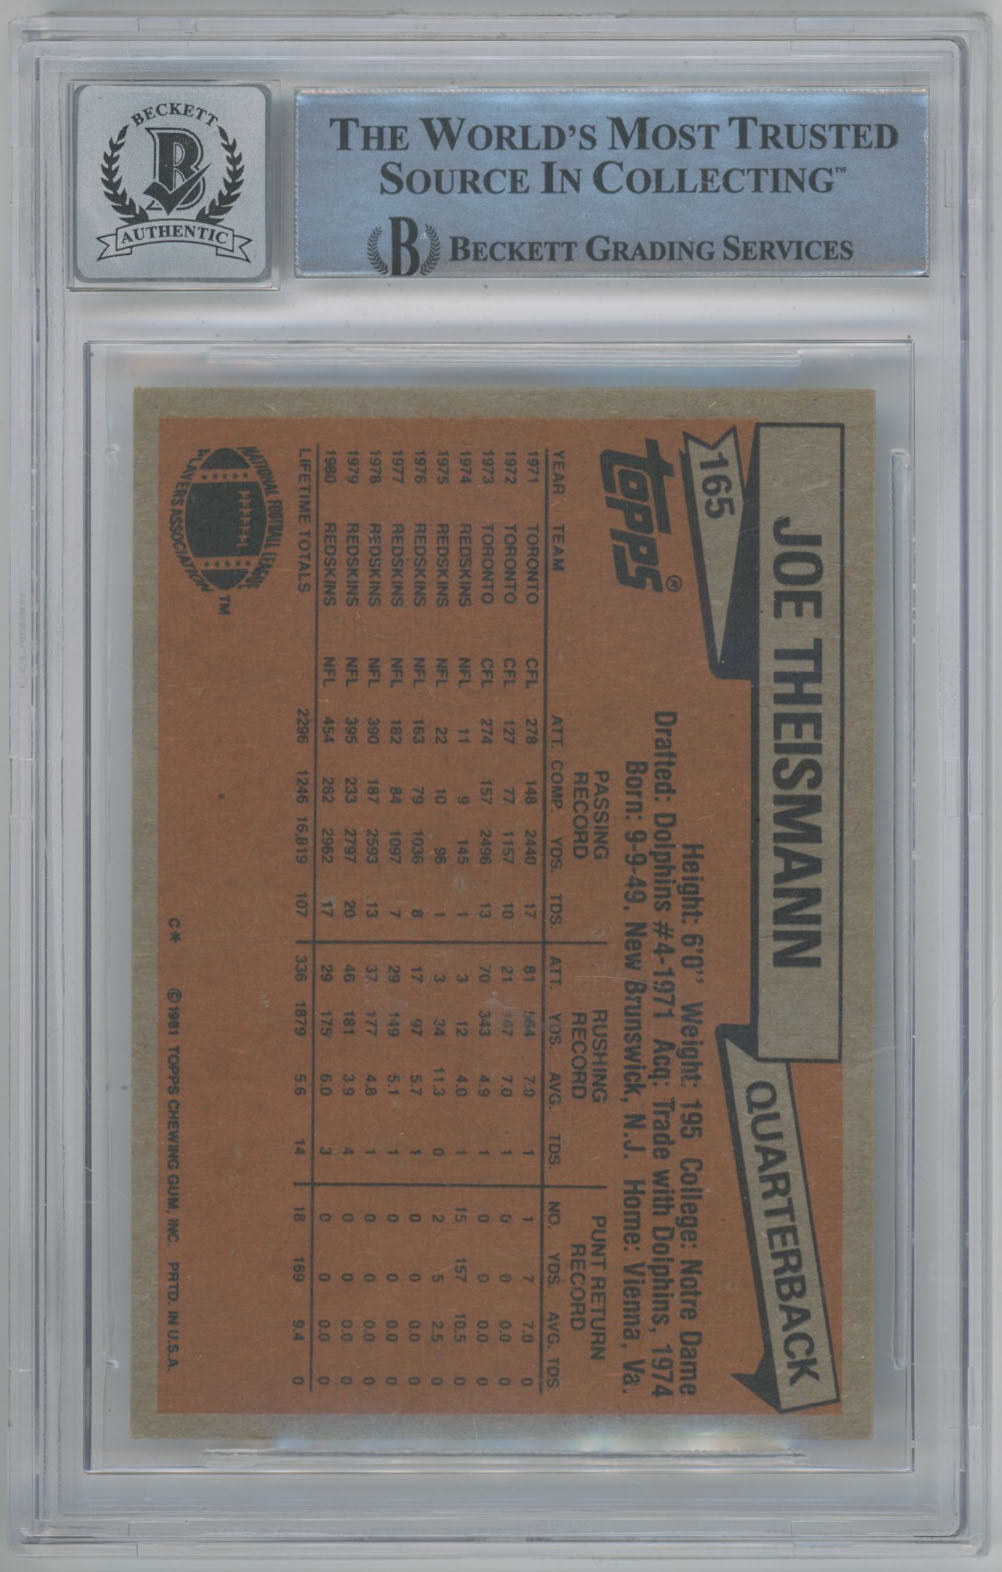 BECKETT
B
AUTHENTIC
THE WORLD'S MOST TRUSTED
SOURCE IN COLLECTING™
B BECKETT GRADING SERVICES
JOE THEISMANN
QUARTERBACK
165
Height: 6'0" Weight: 195 College: Notre Dame
Drafted: Dolphins #4-1971 Acq: Trade with Dolphins, 1974
Born: 9-9-49, New Brunswick, N.J. Home: Vienna, Va.
TOPPS®
PASSING RECORD RUSHING RECORD PUNT RETURN RECORD
YEAR TEAM ATT. COMP. YDS. TDS. ATT. YDS. AVG. TDS. NO. YDS. AVG. TDS
1971 TORONTO CFL 278 148 2440 17 81 564 7.0 1 1 7 7.0 0
1972 TORONTO CFL 127 77 1157 10 21 147 7.0 1 0 0 0.0 0
1973 TORONTO CFL 274 157 2496 13 70 343 4.9 1 0 0 0.0 0
1974 REDSKINS NFL 11 9 145 1 3 12 4.0 1 15 157 10.5 0
1975 REDSKINS NFL 22 10 96 1 3 34 11.3 0 2 5 2.5 0
1976 REDSKINS NFL 163 79 1036 8 17 97 5.7 1 0 0 0.0 0
1977 REDSKINS NFL 182 84 1097 7 29 149 5.1 1 0 0 0.0 0
1978 REDSKINS NFL 390 187 2593 13 37 177 4.8 1 0 0 0.0 0
1979 REDSKINS NFL 395 233 2797 20 46 181 3.9 4 0 0 0.0 0
1980 REDSKINS NFL 454 262 2962 17 29 175 6.0 3 0 0 0.0 0
LIFETIME TOTALS 2296 1246 16,819 107 336 1879 5.6 14 18 169 9.4 0
NATIONAL FOOTBALL LEAGUE
PLAYERS ASSOCIATION
™
C* ©1981 TOPPS CHEWING GUM, INC. PRTD. IN U.S.A.